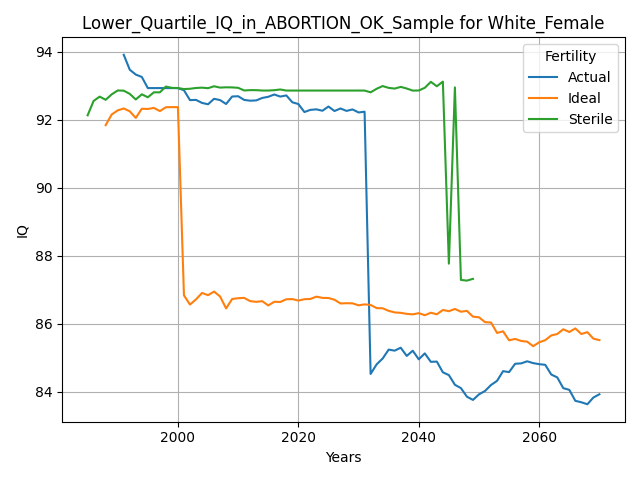 Lower_Quartile_IQ_in_ABORTION_OK_Sample for White_Female
Fertility
Actual
Ideal
Sterile
IQ
94
92
90
88
86
84
2000
2020
2040
2060
Years